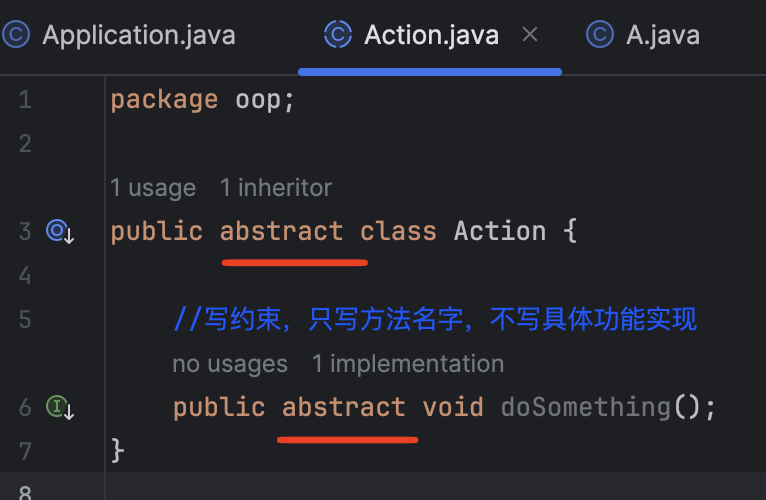 Application.java Action.java A.java
1 package oop;
2
1 usage 1 inheritor
3 public abstract class Action {
4
5 //写约束，只写方法名字，不写具体功能实现
no usages 1 implementation
6 public abstract void doSomething();
7 }
8